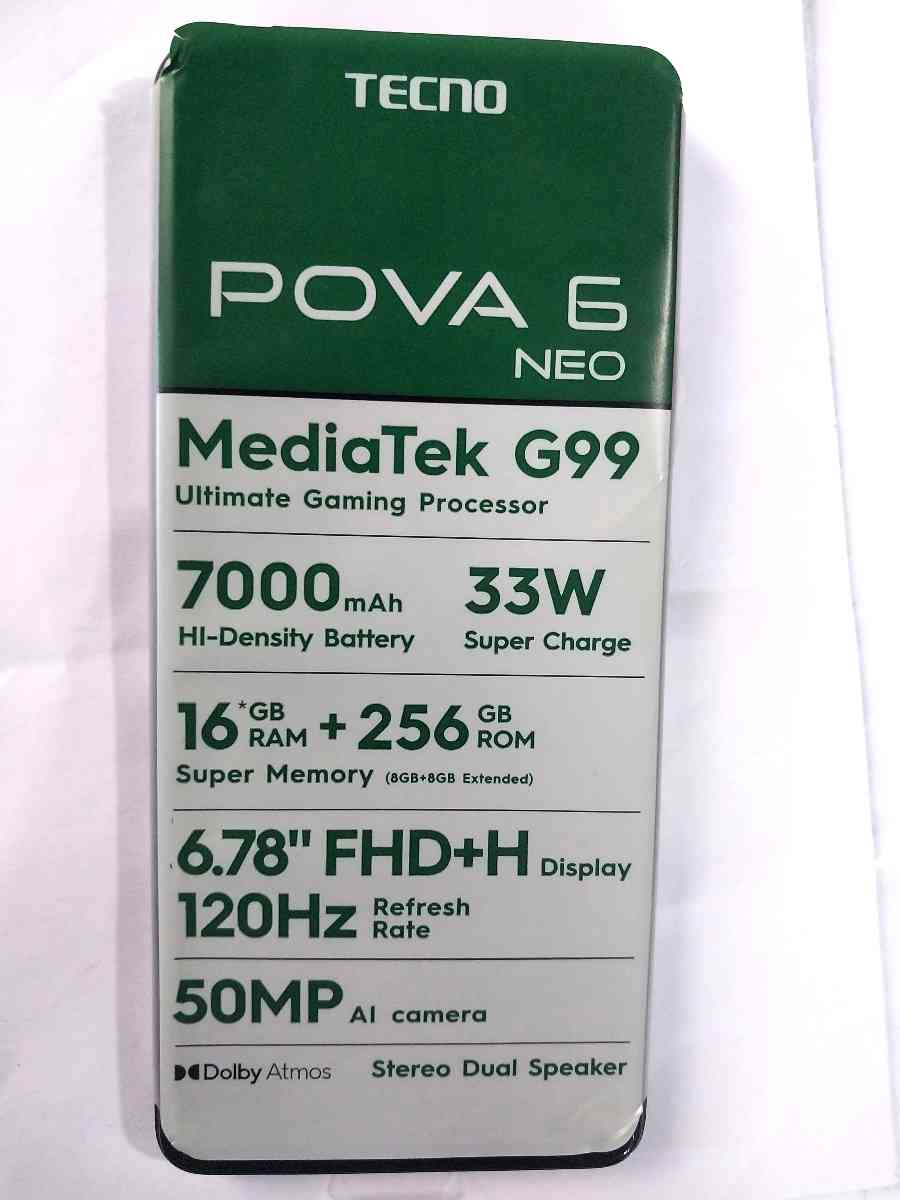 TECNO
POVA 6
NEO
MediaTek G99
Ultimate Gaming Processor
7000mAh 33W
HI-Density Battery Super Charge
16*GB RAM + 256 GB ROM
Super Memory (8GB+8GB Extended)
6.78" FHD+H Display
120Hz Refresh Rate
50MP AI camera
Dolby Atmos Stereo Dual Speaker